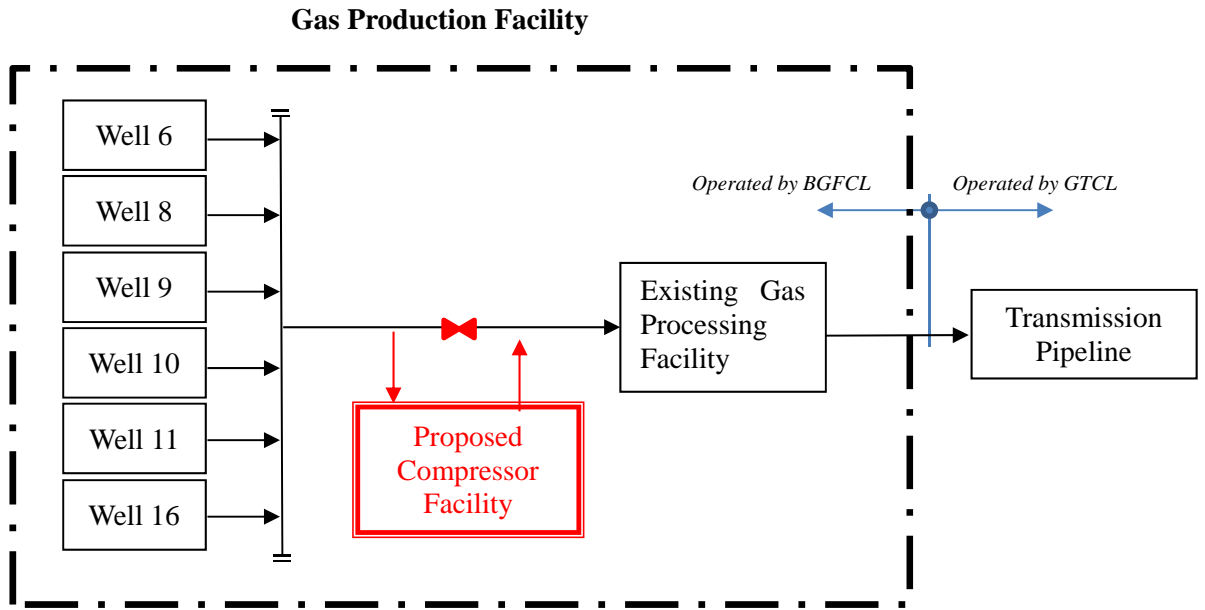 Gas Production Facility
Well 6
Well 8
Well 9
Well 10
Well 11
Well 16
Proposed
Compressor
Facility
Existing Gas
Processing
Facility
Operated by BGFCL
Operated by GTCL
Transmission
Pipeline